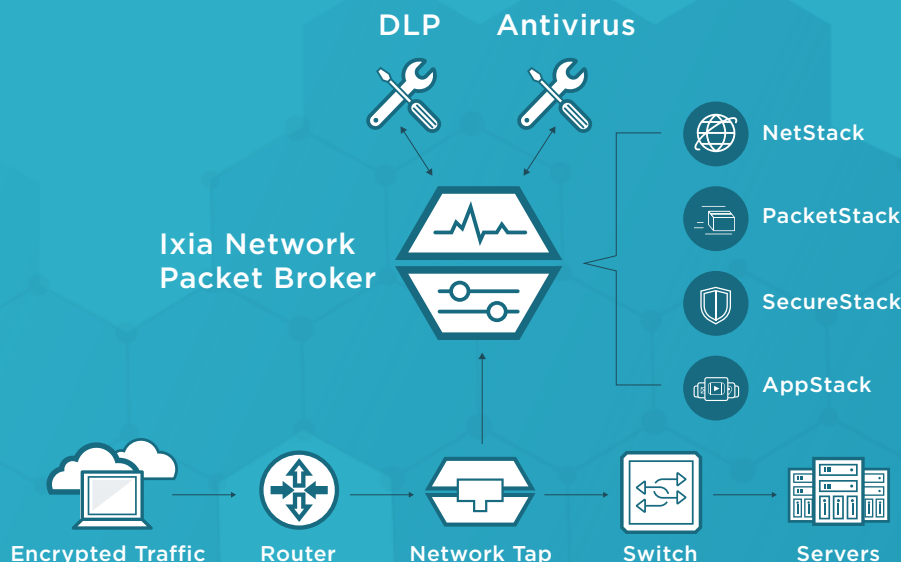 DLP
Antivirus
NetStack
PacketStack
Ixia Network
Packet Broker
SecureStack
AppStack
Encrypted Traffic
Router
Network Tap
Switch
Servers